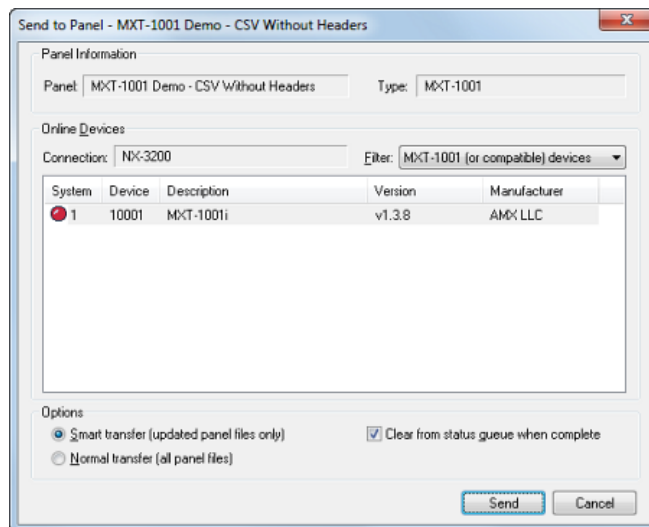 Send to Panel - MXT-1001 Demo - CSV Without Headers
Panel Information
Panel: MXT-1001 Demo - CSV Without Headers Type: MXT-1001
Online Devices
Connection: NX-3200 Filter: MXT-1001 (or compatible) devices
System Device Description Version Manufacturer
1 10001 MXT-1001i v1.3.8 AMX LLC
Options
Smart transfer (updated panel files only) Clear from status queue when complete
Normal transfer (all panel files)
Send Cancel